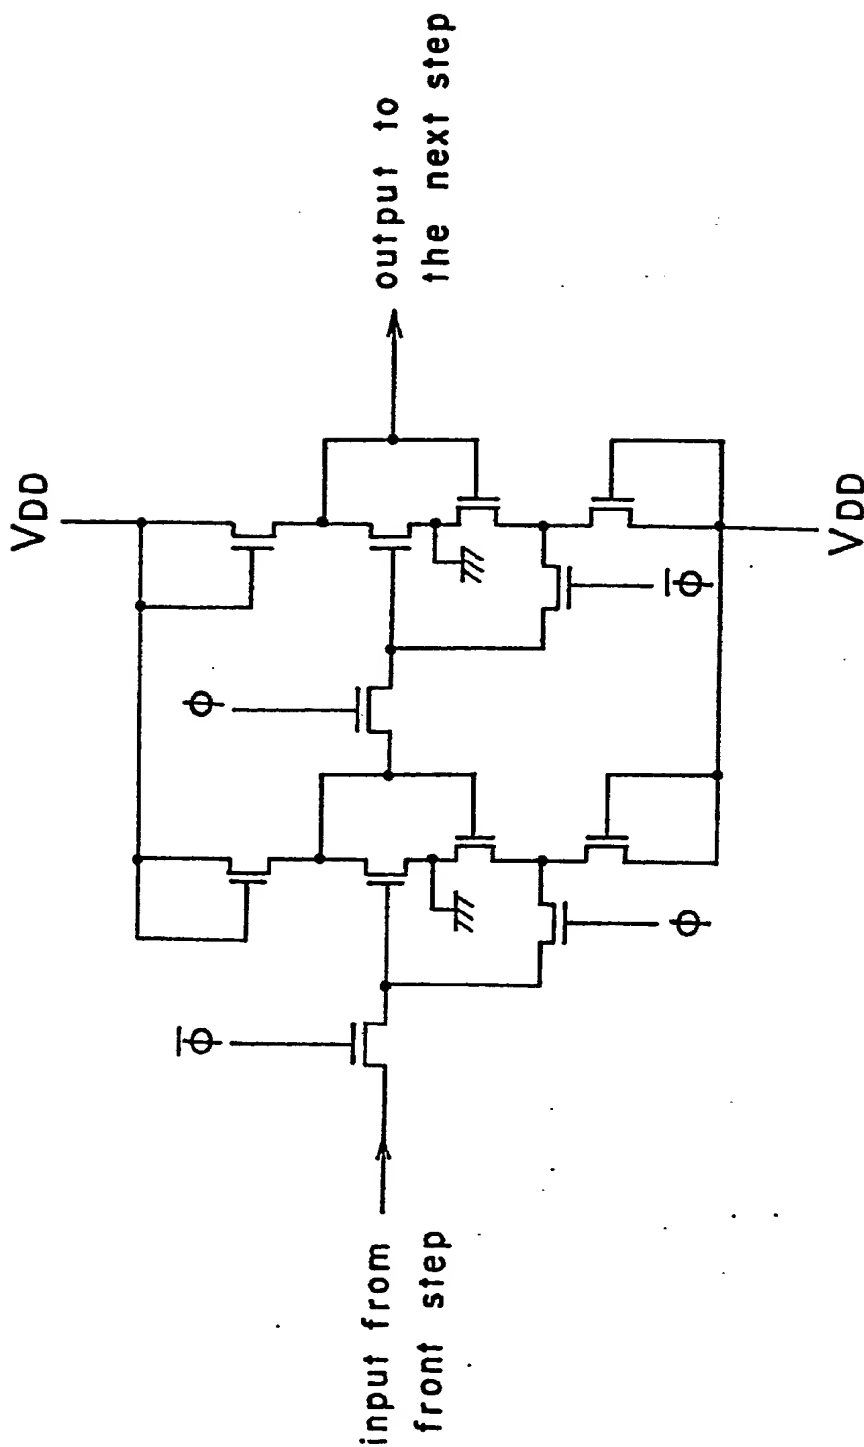 VDD
φ̄
φ
input from
front step
output to
the next step
φ
φ̄
VDD